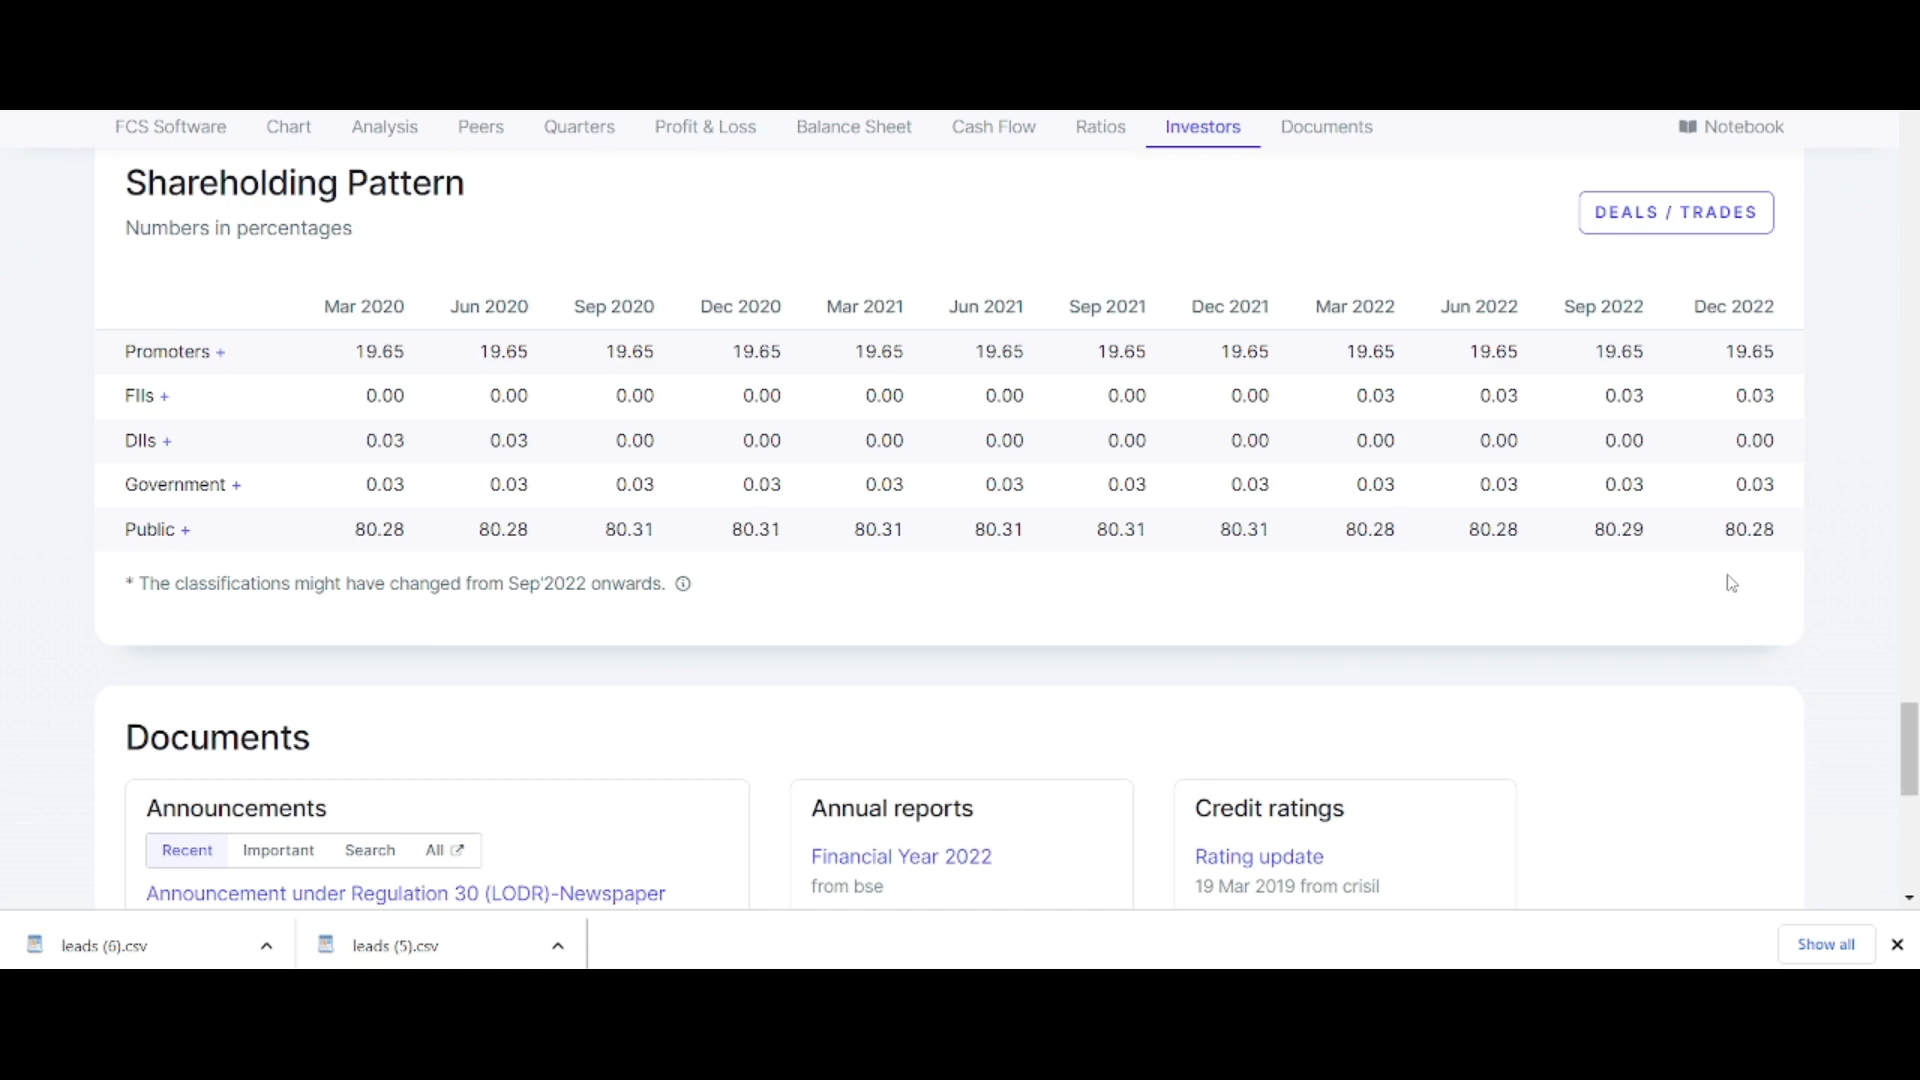 FCS Software Chart Analysis Peers Quarters Profit & Loss Balance Sheet Cash Flow Ratios Investors Documents Notebook
Shareholding Pattern
Numbers in percentages
DEALS / TRADES
Mar 2020 Jun 2020 Sep 2020 Dec 2020 Mar 2021 Jun 2021 Sep 2021 Dec 2021 Mar 2022 Jun 2022 Sep 2022 Dec 2022
Promoters + 19.65 19.65 19.65 19.65 19.65 19.65 19.65 19.65 19.65 19.65 19.65 19.65
FIIs + 0.00 0.00 0.00 0.00 0.00 0.00 0.00 0.00 0.03 0.03 0.03 0.03
DIIs + 0.03 0.03 0.00 0.00 0.00 0.00 0.00 0.00 0.00 0.00 0.00 0.00
Government + 0.03 0.03 0.03 0.03 0.03 0.03 0.03 0.03 0.03 0.03 0.03 0.03
Public + 80.28 80.28 80.31 80.31 80.31 80.31 80.31 80.31 80.28 80.28 80.29 80.28
* The classifications might have changed from Sep'2022 onwards.
Documents
Announcements
Recent Important Search All
Announcement under Regulation 30 (LODR)-Newspaper
Annual reports
Financial Year 2022
from bse
Credit ratings
Rating update
19 Mar 2019 from crisil
leads (6).csv leads (5).csv Show all